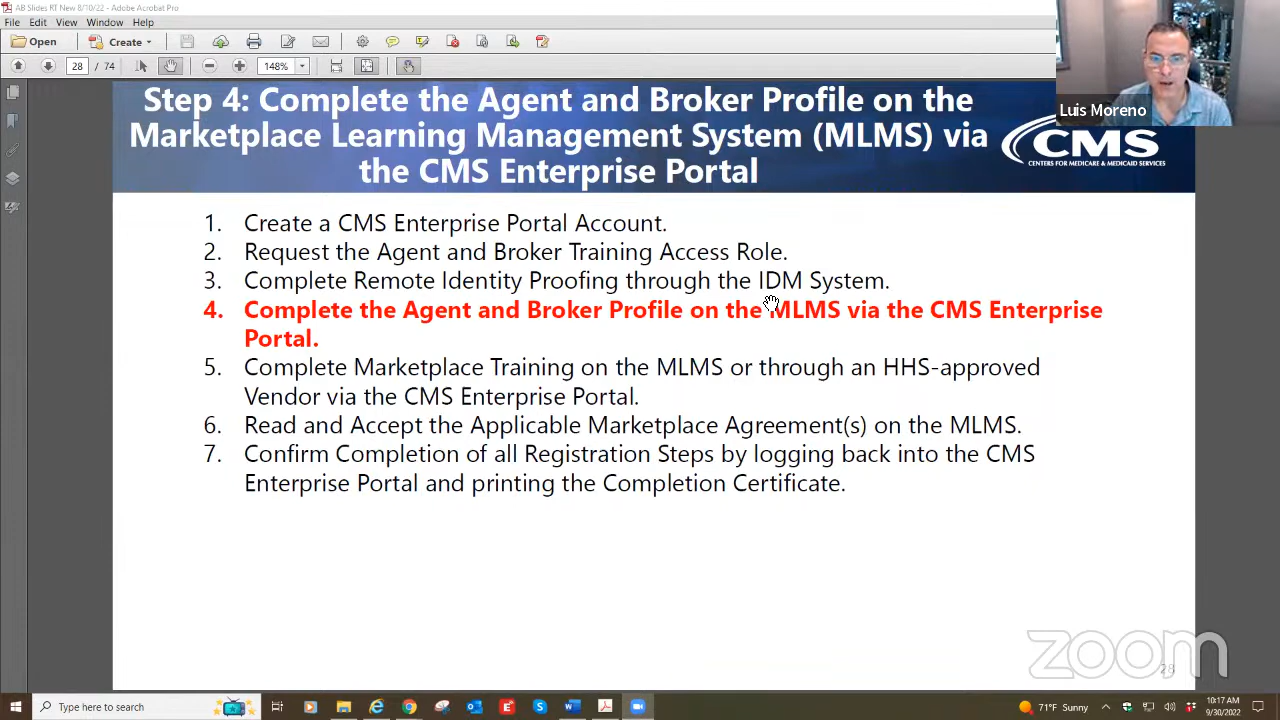 AB Slides RT New 8/10/22 - Adobe Acrobat Pro
File Edit View Window Help
Open Create
28 / 74 148%
Step 4: Complete the Agent and Broker Profile on the
Marketplace Learning Management System (MLMS) via
the CMS Enterprise Portal
Luis Moreno
CMS
CENTERS FOR MEDICARE & MEDICAID SERVICES
1. Create a CMS Enterprise Portal Account.
2. Request the Agent and Broker Training Access Role.
3. Complete Remote Identity Proofing through the IDM System.
4. Complete the Agent and Broker Profile on the MLMS via the CMS Enterprise
Portal.
5. Complete Marketplace Training on the MLMS or through an HHS-approved
Vendor via the CMS Enterprise Portal.
6. Read and Accept the Applicable Marketplace Agreement(s) on the MLMS.
7. Confirm Completion of all Registration Steps by logging back into the CMS
Enterprise Portal and printing the Completion Certificate.
zoom
28
Type here to search
71°F Sunny
10:17 AM
9/30/2022